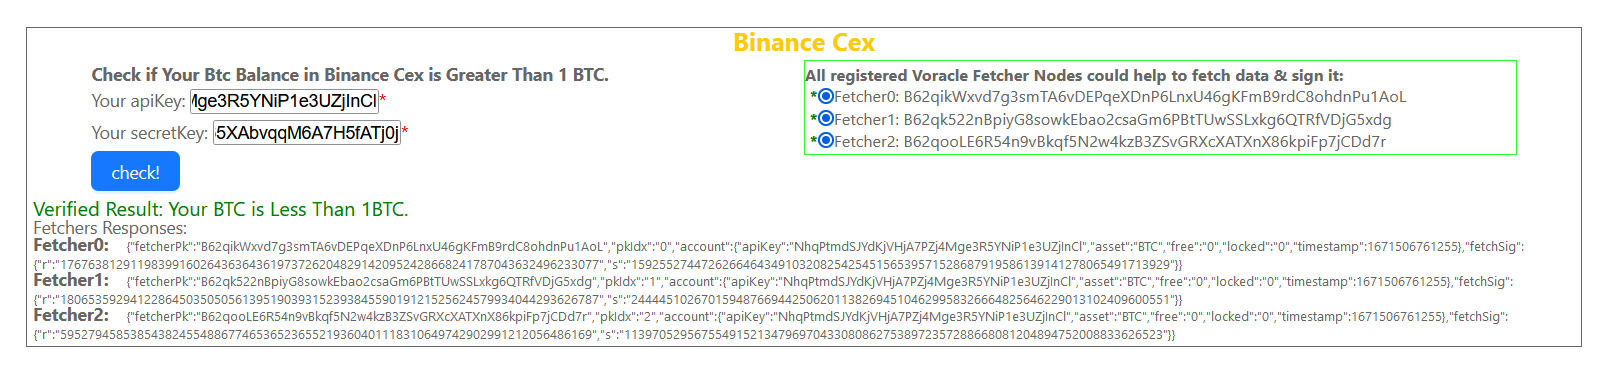 Binance Cex
Check if Your Btc Balance in Binance Cex is Greater Than 1 BTC.
Your apiKey: Mge3R5YNiP1e3UZjInCl*
Your secretKey: 5XAbvqqM6A7H5fATj0j*
check!
All registered Voracle Fetcher Nodes could help to fetch data & sign it:
*Fetcher0: B62qikWxvd7g3smTA6vDEPqeXDnP6LnxU46gKFmB9rdC8ohdnPu1AoL
*Fetcher1: B62qk522nBpiyG8sowkEbao2csaGm6PBtTUwSSLxkg6QTRfVDjG5xdg
*Fetcher2: B62qooLE6R54n9vBkqf5N2w4kzB3ZSvGRXcXATXnX86kpiFp7jCDd7r
Verified Result: Your BTC is Less Than 1BTC.
Fetchers Responses:
Fetcher0: {"fetcherPk":"B62qikWxvd7g3smTA6vDEPqeXDnP6LnxU46gKFmB9rdC8ohdnPu1AoL","pkIdx":"0","account":{"apiKey":"NhqPtmdSJYdKjVHjA7PZj4Mge3R5YNiP1e3UZjInCl","asset":"BTC","free":"0","locked":"0","timestamp":1671506761255},"fetchSig":
{"r":"17676381291198399160264363643619737262048291420952428668241787043632496233077","s":"15925527447262664643491032082542545156539571528687919586139141278065491713929"}}
Fetcher1: {"fetcherPk":"B62qk522nBpiyG8sowkEbao2csaGm6PBtTUwSSLxkg6QTRfVDjG5xdg","pkIdx":"1","account":{"apiKey":"NhqPtmdSJYdKjVHjA7PZj4Mge3R5YNiP1e3UZjInCl","asset":"BTC","free":"0","locked":"0","timestamp":1671506761255},"fetchSig":
{"r":"18065359294122864503505056139519039315239384559019121525624579934044293626787","s":"24444510267015948766944250620113826945104629958326664825646229013102409600551"}}
Fetcher2: {"fetcherPk":"B62qooLE6R54n9vBkqf5N2w4kzB3ZSvGRXcXATXnX86kpiFp7jCDd7r","pkIdx":"2","account":{"apiKey":"NhqPtmdSJYdKjVHjA7PZj4Mge3R5YNiP1e3UZjInCl","asset":"BTC","free":"0","locked":"0","timestamp":1671506761255},"fetchSig":
{"r":"5952794585385438245548867746536523655219360401118310649742902991212056486169","s":"11397052956755491521347969704330808627538972357288668081204894752008833626523"}}